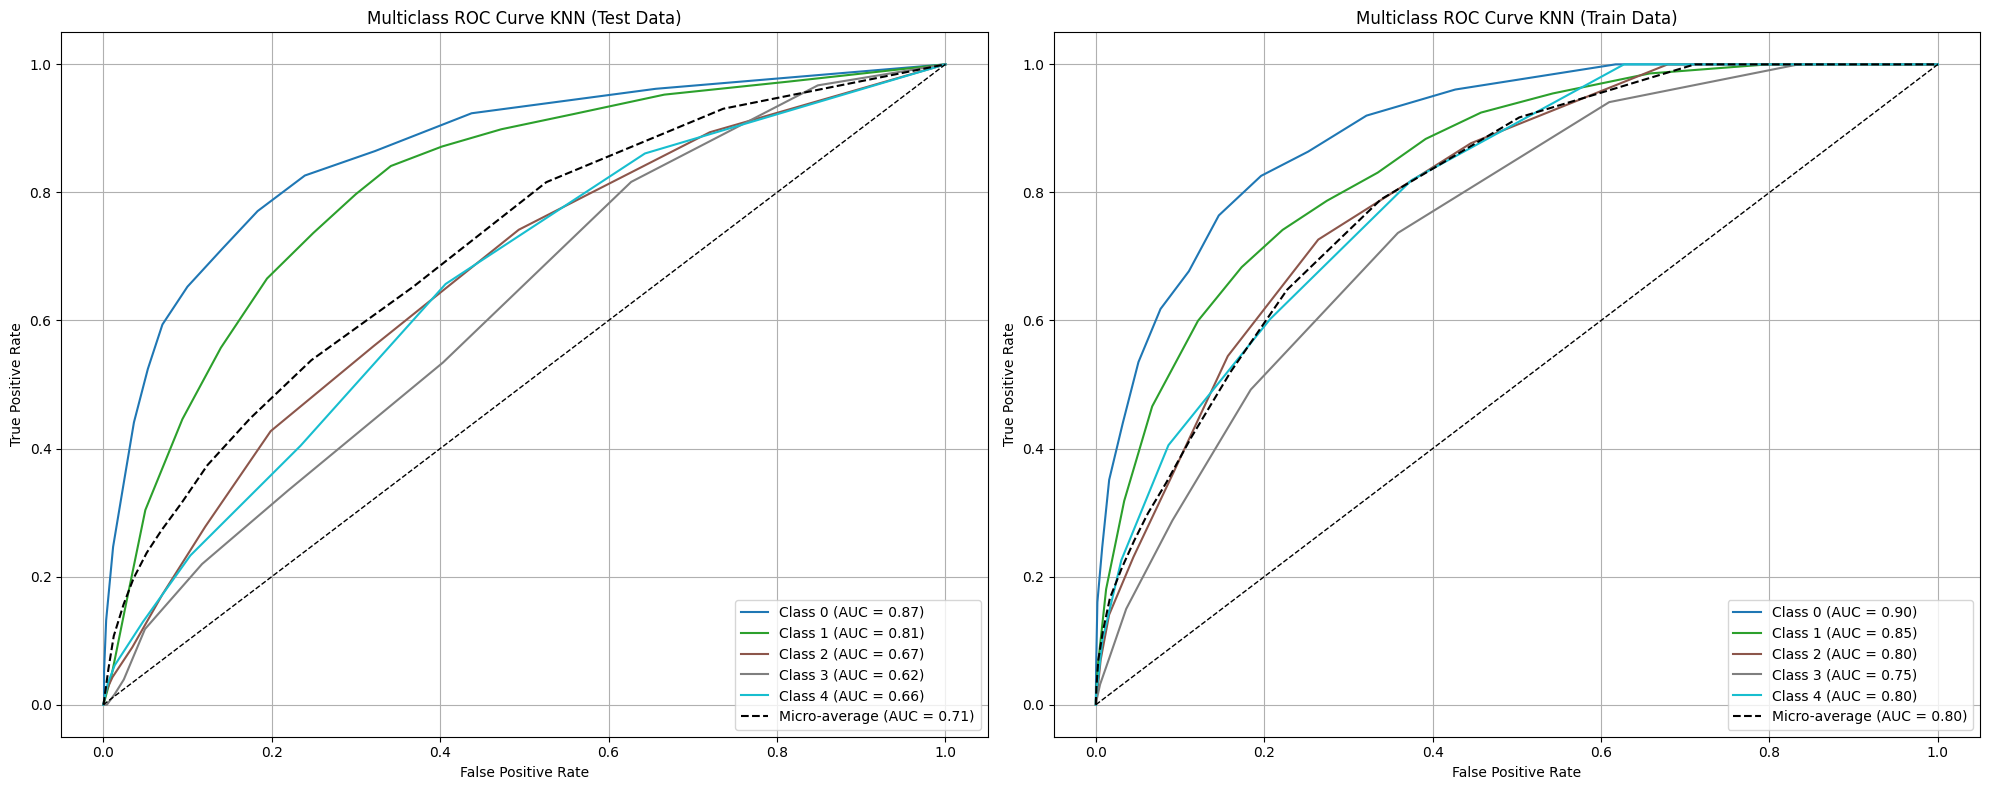 Multiclass ROC Curve KNN (Test Data)
True Positive Rate
1.0
0.8
0.6
0.4
0.2
0.0
Class 0 (AUC = 0.87)
Class 1 (AUC = 0.81)
Class 2 (AUC = 0.67)
Class 3 (AUC = 0.62)
Class 4 (AUC = 0.66)
Micro-average (AUC = 0.71)
0.0 0.2 0.4 0.6 0.8 1.0
False Positive Rate
Multiclass ROC Curve KNN (Train Data)
True Positive Rate
1.0
0.8
0.6
0.4
0.2
0.0
Class 0 (AUC = 0.90)
Class 1 (AUC = 0.85)
Class 2 (AUC = 0.80)
Class 3 (AUC = 0.75)
Class 4 (AUC = 0.80)
Micro-average (AUC = 0.80)
0.0 0.2 0.4 0.6 0.8 1.0
False Positive Rate